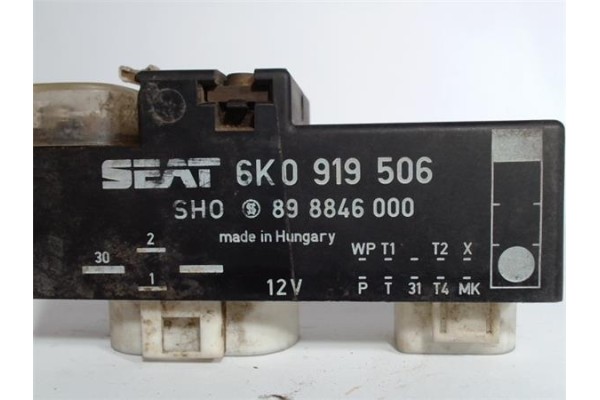 SEAT 6K0 919 506
SHO 89 8846 000
made in Hungary
WP T1 T2 X
2
30
1
12V
P T 31 T4 MK